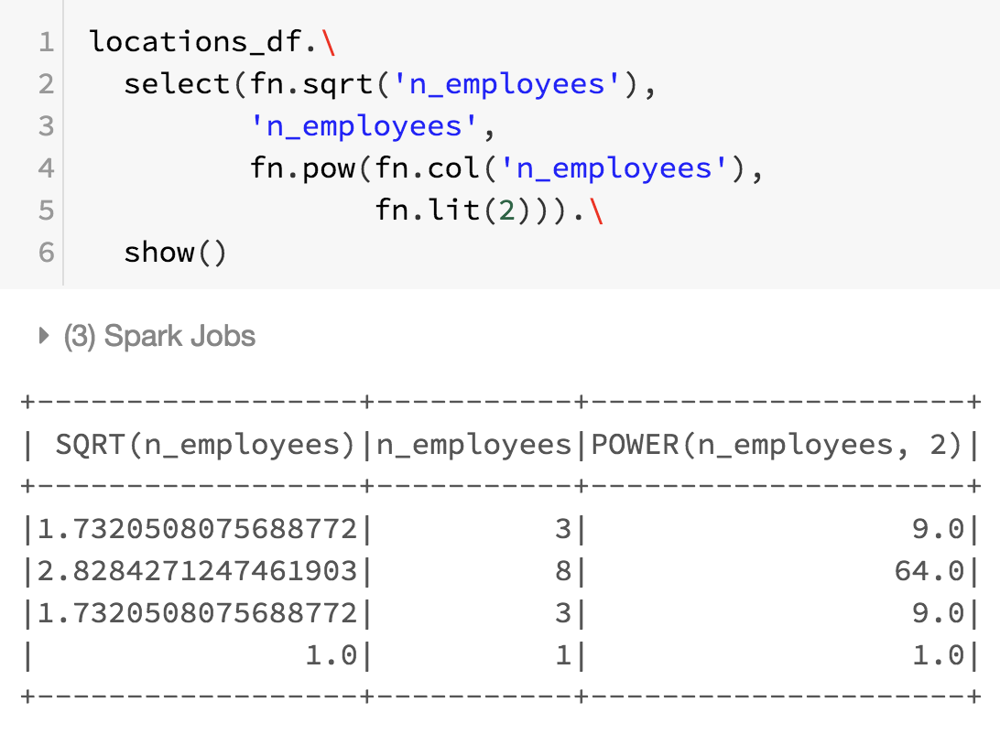 1 locations_df.\
2   select(fn.sqrt('n_employees'),
3          'n_employees',
4          fn.pow(fn.col('n_employees'),
5                 fn.lit(2))).\
6   show()
(3) Spark Jobs
+------------------+-----------+---------------------+
| SQRT(n_employees)|n_employees|POWER(n_employees, 2)|
+------------------+-----------+---------------------+
|1.7320508075688772|          3|                  9.0|
|2.8284271247461903|          8|                 64.0|
|1.7320508075688772|          3|                  9.0|
|               1.0|          1|                  1.0|
+------------------+-----------+---------------------+